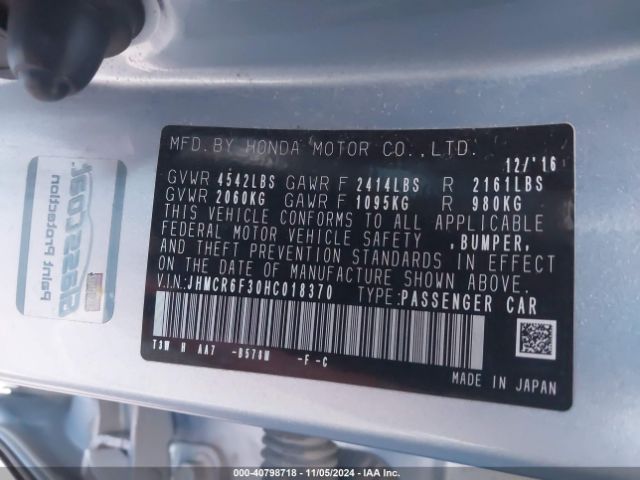 MFD.BY HONDA MOTOR CO.,LTD.
12/'16
GVWR 4542LBS GAWR F 2414LBS R 2161LBS
GVWR 2060KG GAWR F 1095KG R 980KG
THIS VEHICLE CONFORMS TO ALL APPLICABLE
FEDERAL MOTOR VEHICLE SAFETY ,BUMPER,
AND THEFT PREVENTION STANDARDS IN EFFECT
ON THE DATE OF MANUFACTURE SHOWN ABOVE.
V.I.N:JHMCR6F30HC018370 TYPE:PASSENGER CAR
T3W H AA7 -B578M -F-C
MADE IN JAPAN
Paint Protection
000-40798718 | 11/05/2024 | IAA Inc.